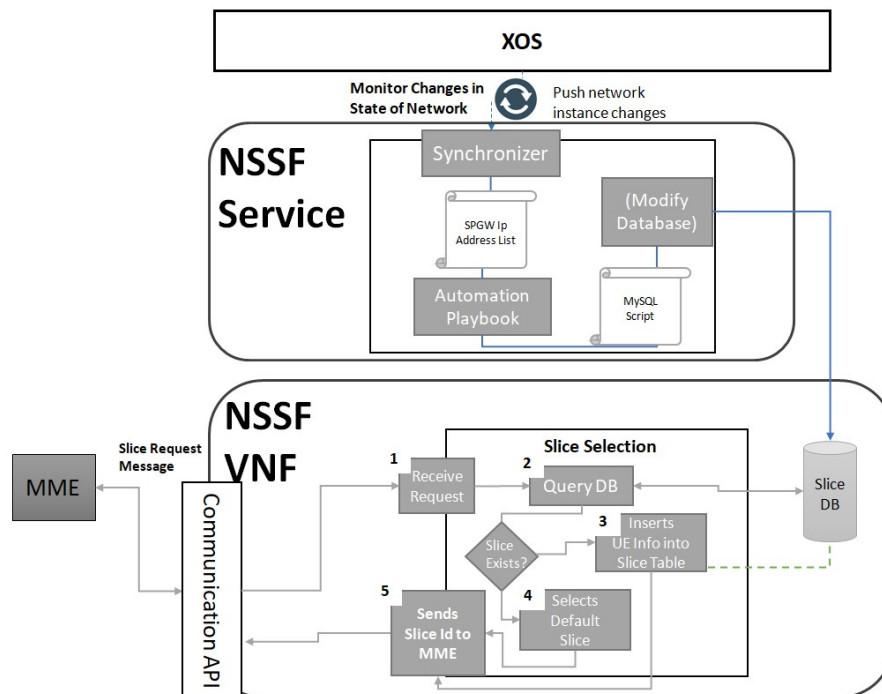 XOS
Monitor Changes in
State of Network
Push network
instance changes
NSSF
Service
Synchronizer
SPGW Ip
Address List
Automation
Playbook
(Modify
Database)
MySQL
Script
NSSF
VNF
Slice Request
Message
MME
Communication API
Slice Selection
1
Receive
Request
2
Query DB
Slice
Exists?
3
Inserts
UE Info into
Slice Table
4
Selects
Default
Slice
5
Sends
Slice Id to
MME
Slice
DB